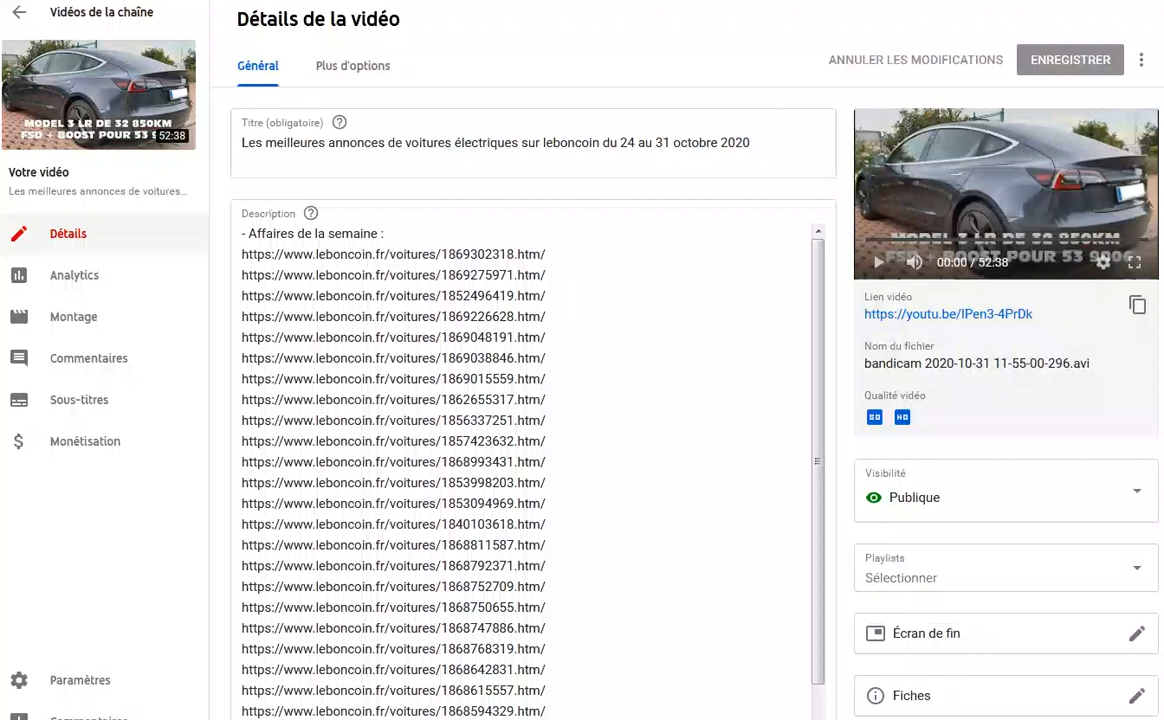 Vidéos de la chaîne
MODEL 3 LR DE 32 850KM
FSD + BOOST POUR 53 9
52:38
Votre vidéo
Les meilleures annonces de voitures...
Détails
Analytics
Montage
Commentaires
Sous-titres
Monétisation
Paramètres
Commentaires
Détails de la vidéo
Général
Plus d'options
ANNULER LES MODIFICATIONS
ENREGISTRER
Titre (obligatoire)
Les meilleures annonces de voitures électriques sur leboncoin du 24 au 31 octobre 2020
Description
- Affaires de la semaine :
https://www.leboncoin.fr/voitures/1869302318.htm/
https://www.leboncoin.fr/voitures/1869275971.htm/
https://www.leboncoin.fr/voitures/1852496419.htm/
https://www.leboncoin.fr/voitures/1869226628.htm/
https://www.leboncoin.fr/voitures/1869048191.htm/
https://www.leboncoin.fr/voitures/1869038846.htm/
https://www.leboncoin.fr/voitures/1869015559.htm/
https://www.leboncoin.fr/voitures/1862655317.htm/
https://www.leboncoin.fr/voitures/1856337251.htm/
https://www.leboncoin.fr/voitures/1857423632.htm/
https://www.leboncoin.fr/voitures/1868993431.htm/
https://www.leboncoin.fr/voitures/1853998203.htm/
https://www.leboncoin.fr/voitures/1853094969.htm/
https://www.leboncoin.fr/voitures/1840103618.htm/
https://www.leboncoin.fr/voitures/1868811587.htm/
https://www.leboncoin.fr/voitures/1868792371.htm/
https://www.leboncoin.fr/voitures/1868752709.htm/
https://www.leboncoin.fr/voitures/1868750655.htm/
https://www.leboncoin.fr/voitures/1868747886.htm/
https://www.leboncoin.fr/voitures/1868768319.htm/
https://www.leboncoin.fr/voitures/1868642831.htm/
https://www.leboncoin.fr/voitures/1868615557.htm/
https://www.leboncoin.fr/voitures/1868594329.htm/
MODEL 3 LR DE 32 850KM
FSD + BOOST POUR 53 900
00:00 / 52:38
Lien vidéo
https://youtu.be/IPen3-4PrDk
Nom du fichier
bandicam 2020-10-31 11-55-00-296.avi
Qualité vidéo
SD HD
Visibilité
Publique
Playlists
Sélectionner
Écran de fin
Fiches